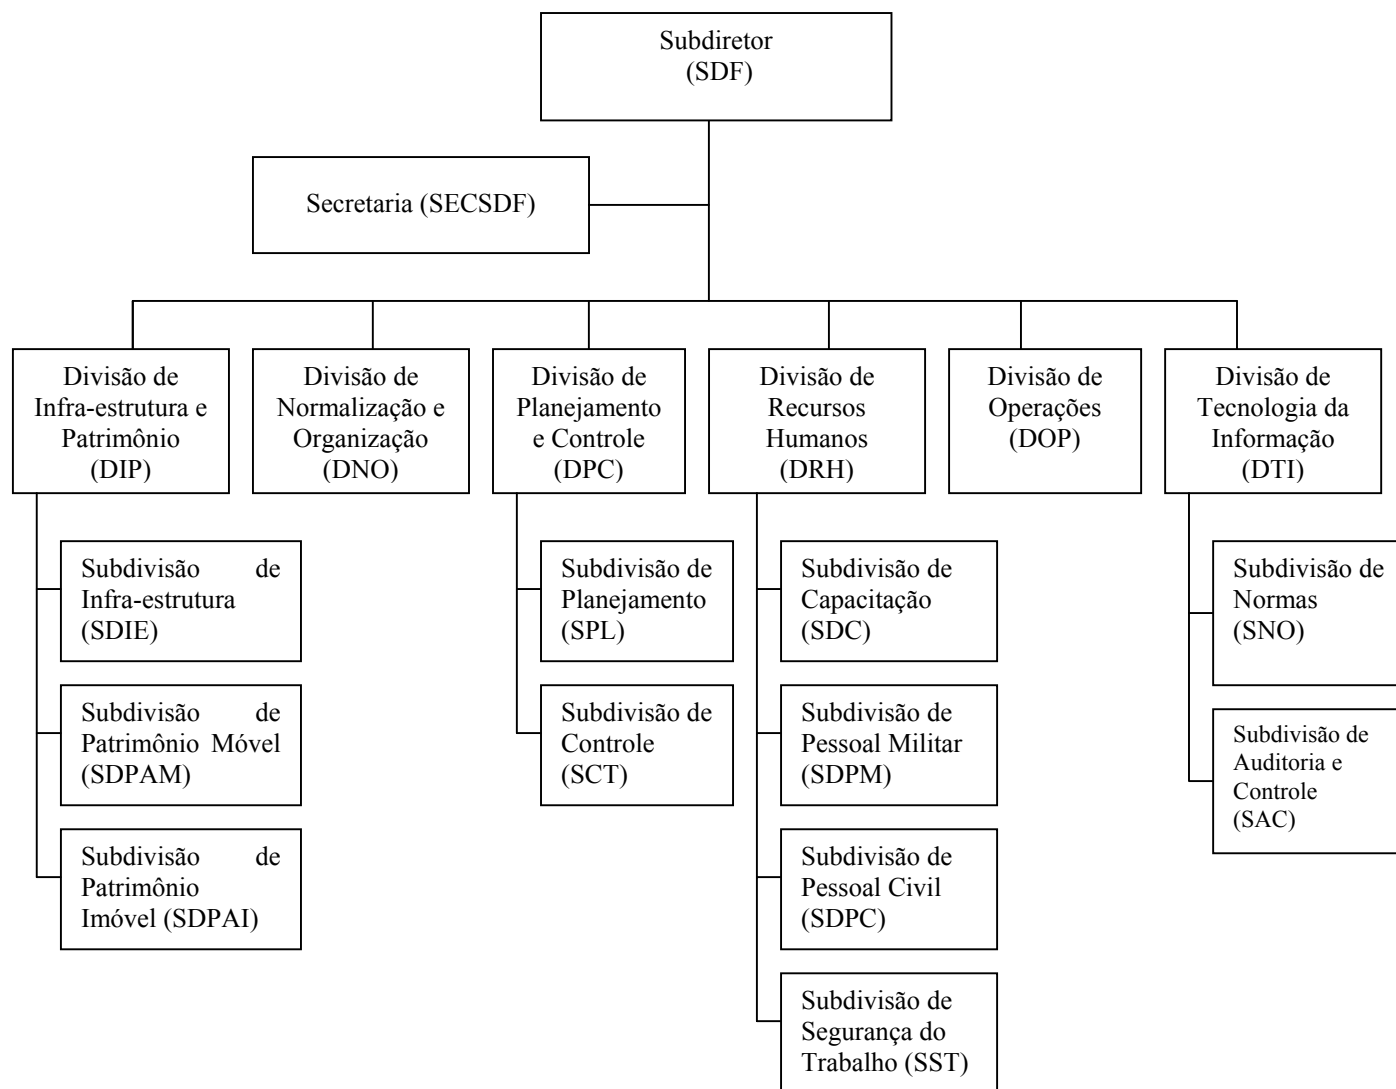 Subdiretor
(SDF)
Secretaria (SECSDF)
Divisão de
Infra-estrutura e
Patrimônio
(DIP)
Divisão de
Normalização e
Organização
(DNO)
Divisão de
Planejamento
e Controle
(DPC)
Divisão de
Recursos
Humanos
(DRH)
Divisão de
Operações
(DOP)
Divisão de
Tecnologia da
Informação
(DTI)
Subdivisão de
Infra-estrutura
(SDIE)
Subdivisão de
Patrimônio Móvel
(SDPAM)
Subdivisão de
Patrimônio
Imóvel (SDPAI)
Subdivisão de
Planejamento
(SPL)
Subdivisão de
Controle
(SCT)
Subdivisão de
Capacitação
(SDC)
Subdivisão de
Pessoal Militar
(SDPM)
Subdivisão de
Pessoal Civil
(SDPC)
Subdivisão de
Segurança do
Trabalho (SST)
Subdivisão de
Normas
(SNO)
Subdivisão de
Auditoria e
Controle
(SAC)